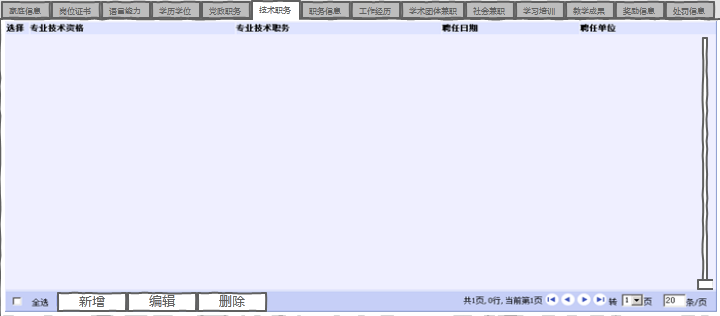 家庭信息 岗位证书 语言能力 学历学位 党政职务 技术职务 职务信息 工作经历 学术团体兼职 社会兼职 学习培训 教学成果 奖励信息 处罚信息
选择 专业技术资格 专业技术职务 聘任日期 聘任单位
全选 新增 编辑 删除 共1页, 0行, 当前第1页 转 1 页 20 条/页